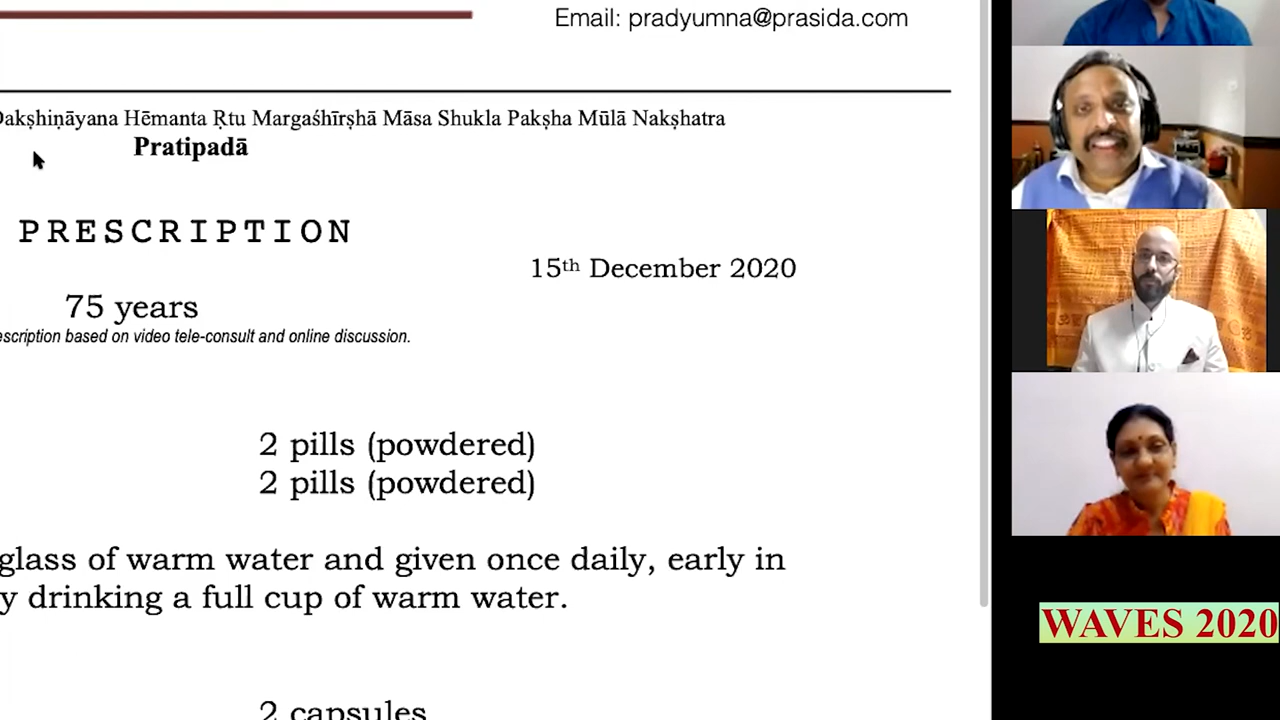 Email: pradyumna@prasida.com
Dakṣhiṇāyana Hēmanta Ṛtu Margaśhīrṣhā Māsa Shukla Pakṣha Mūlā Nakṣhatra
Pratipadā
PRESCRIPTION
15th December 2020
75 years
escription based on video tele-consult and online discussion.
2 pills (powdered)
2 pills (powdered)
glass of warm water and given once daily, early in
y drinking a full cup of warm water.
WAVES 2020
2 capsules